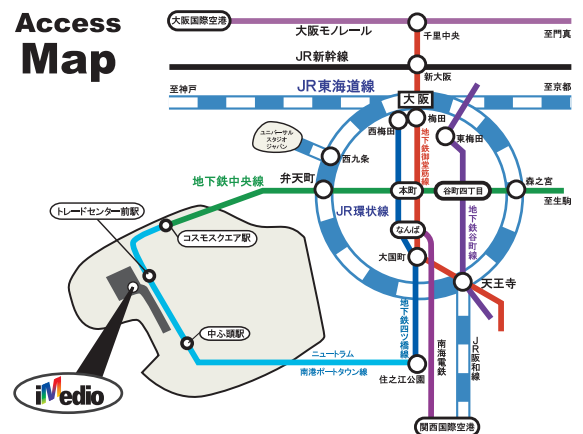 Access
Map
大阪国際空港
大阪モノレール
千里中央
至門真
JR新幹線
新大阪
至神戸
JR東海道線
至京都
大阪
西梅田
梅田
東梅田
ユニバーサル
スタジオ
ジャパン
西九条
地下鉄御堂筋線
地下鉄中央線
弁天町
本町
谷町四丁目
森之宮
至生駒
トレードセンター前駅
JR環状線
地下鉄谷町線
コスモスクエア駅
なんば
大国町
天王寺
地下鉄四ツ橋線
中ふ頭駅
南海電鉄
JR阪和線
ニュートラム
南港ポートタウン線
住之江公園
iMedio
関西国際空港